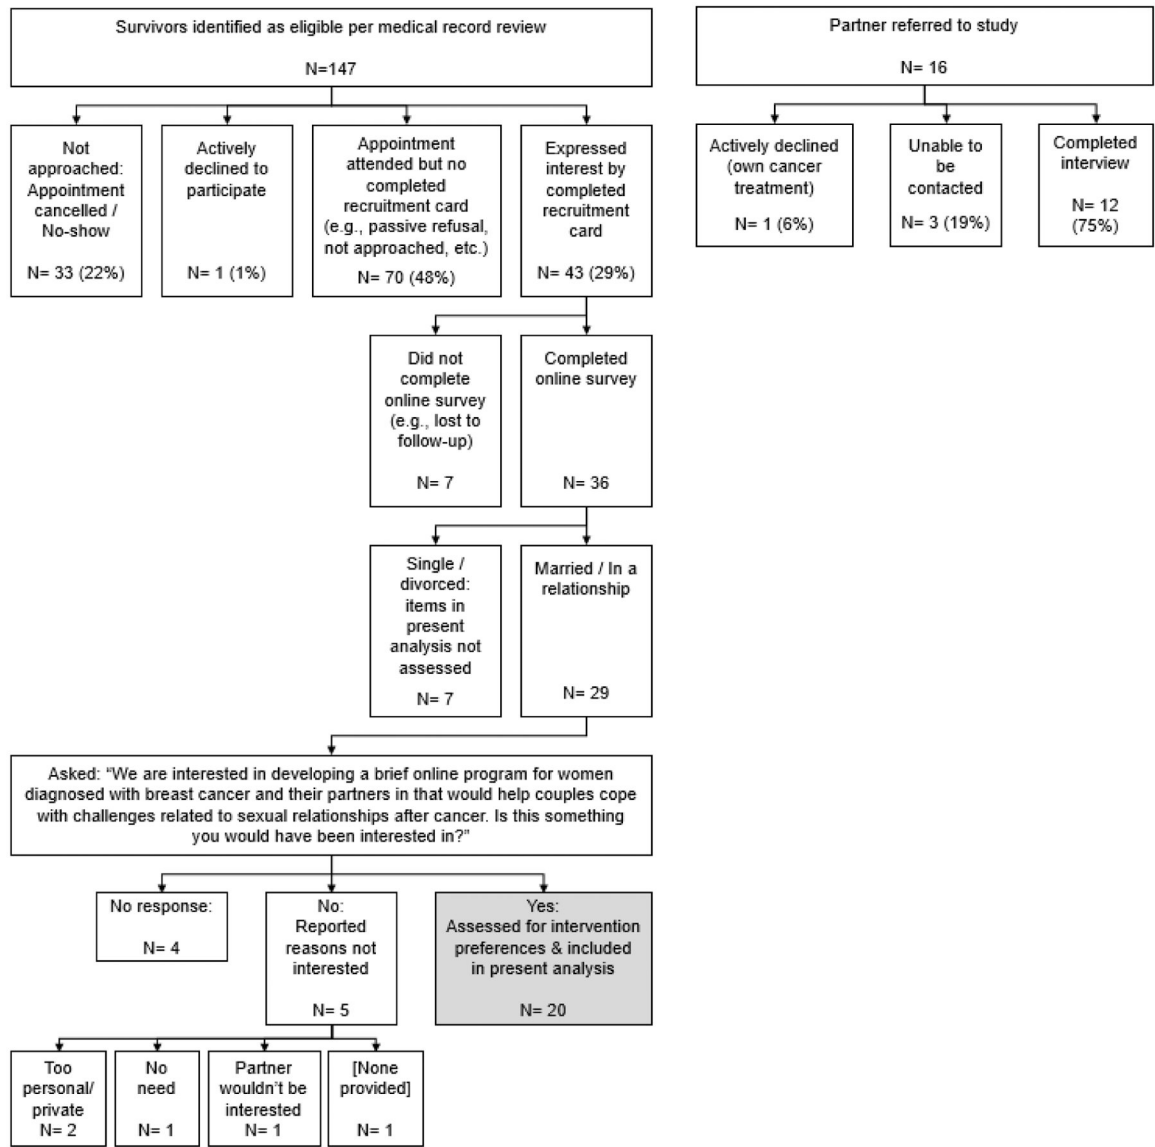 Survivors identified as eligible per medical record review
N=147
Partner referred to study
N= 16
Not
approached:
Appointment
cancelled /
No-show
N= 33 (22%)
Actively
declined to
participate
N= 1 (1%)
Appointment
attended but no
completed
recruitment card
(e.g., passive refusal,
not approached, etc.)
N= 70 (48%)
Expressed
interest by
completed
recruitment
card
N= 43 (29%)
Actively declined
(own cancer
treatment)
N= 1 (6%)
Unable to
be
contacted
N= 3 (19%)
Completed
interview
N= 12
(75%)
Did not
complete
online survey
(e.g., lost to
follow-up)
N= 7
Completed
online survey
N= 36
Single /
divorced:
items in
present
analysis not
assessed
N= 7
Married / In a
relationship
N= 29
Asked: “We are interested in developing a brief online program for women
diagnosed with breast cancer and their partners in that would help couples cope
with challenges related to sexual relationships after cancer. Is this something
you would have been interested in?”
No response:
N= 4
No:
Reported
reasons not
interested
N= 5
Yes:
Assessed for intervention
preferences & included
in present analysis
N= 20
Too
personal/
private
N= 2
No
need
N= 1
Partner
wouldn’t be
interested
N= 1
[None
provided]
N= 1